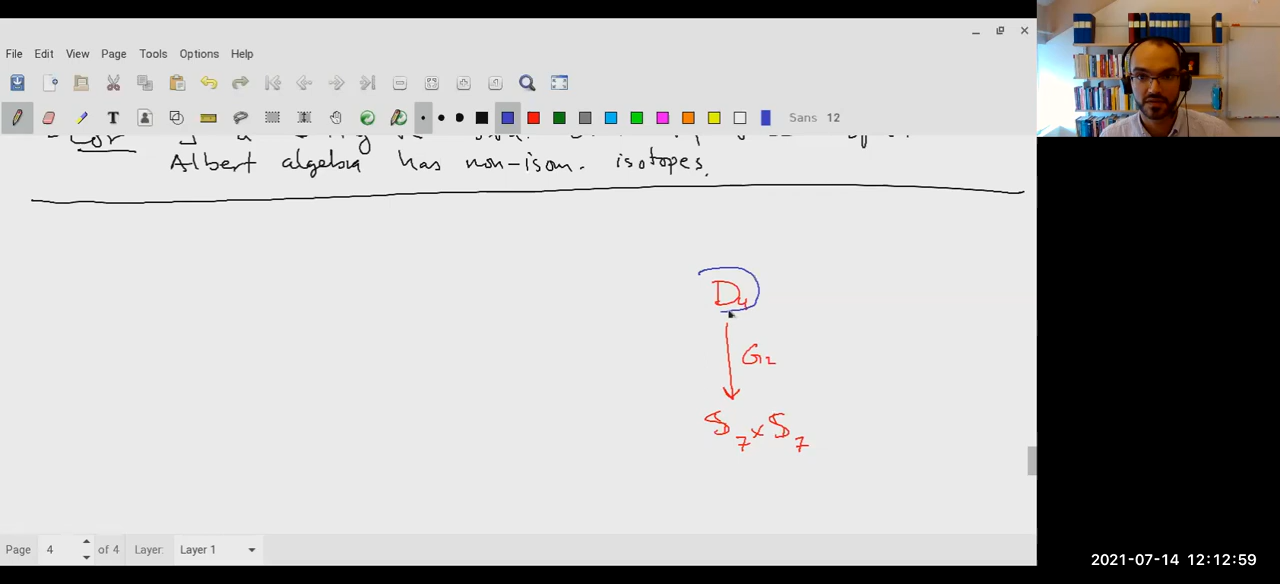 File Edit View Page Tools Options Help
Sans 12
Albert algebra has non-isom. isotopes.
D₄
G₂
𝕊₇ × 𝕊₇
Page 4 of 4 Layer: Layer 1
2021-07-14 12:12:59